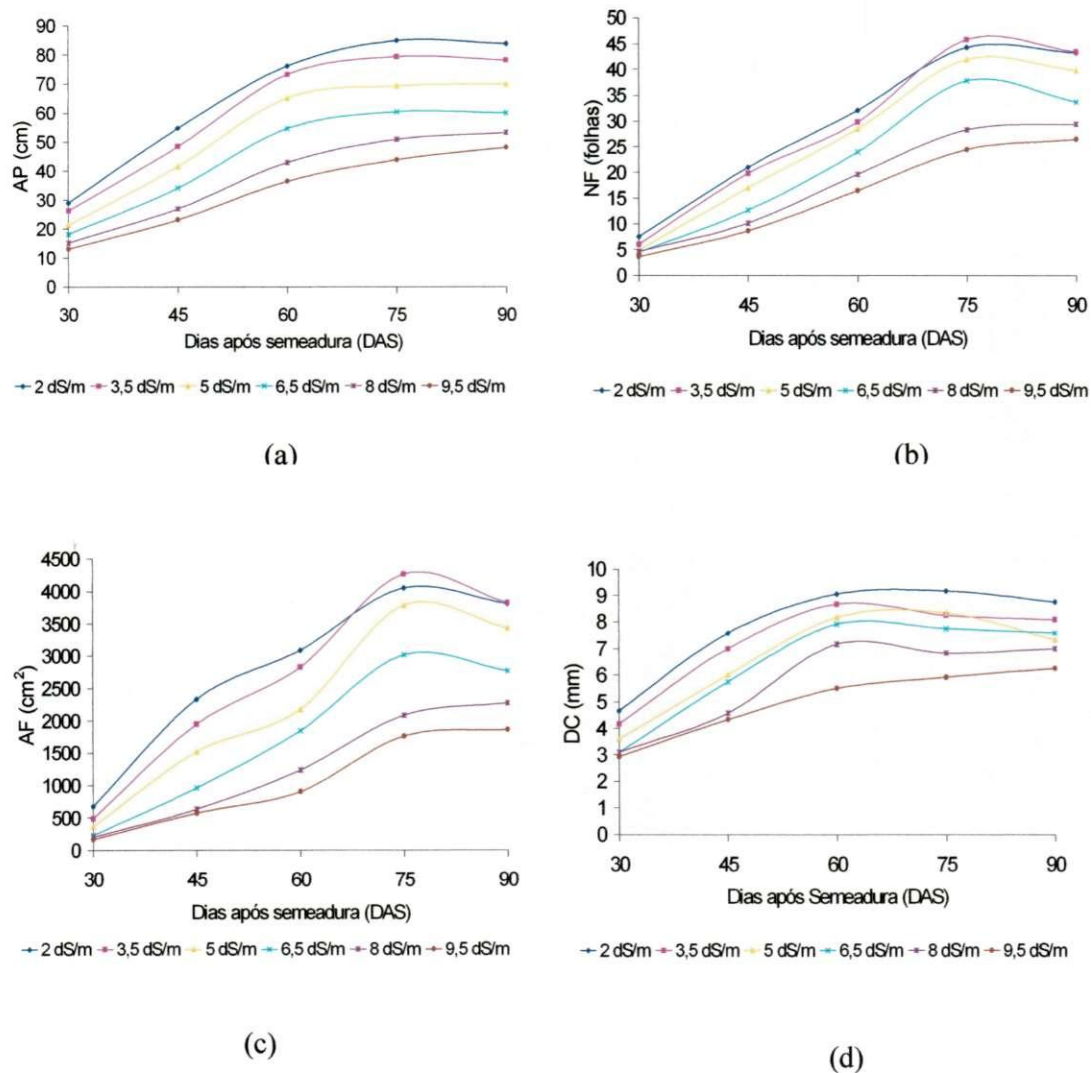 AP (cm)
90
80
70
60
50
40
30
20
10
0
30 45 60 75 90
Dias após semeadura (DAS)
2 dS/m 3,5 dS/m 5 dS/m 6,5 dS/m 8 dS/m 9,5 dS/m
(a)
NF (folhas)
50
45
40
35
30
25
20
15
10
5
0
30 45 60 75 90
Dias após semeadura (DAS)
2 dS/m 3,5 dS/m 5 dS/m 6,5 dS/m 8 dS/m 9,5 dS/m
(b)
AF (cm²)
4500
4000
3500
3000
2500
2000
1500
1000
500
0
30 45 60 75 90
Dias após semeadura (DAS)
2 dS/m 3,5 dS/m 5 dS/m 6,5 dS/m 8 dS/m 9,5 dS/m
(c)
DC (mm)
10
9
8
7
6
5
4
3
2
1
0
30 45 60 75 90
Dias após Semeadura (DAS)
2 dS/m 3,5 dS/m 5 dS/m 6,5 dS/m 8 dS/m 9,5 dS/m
(d)